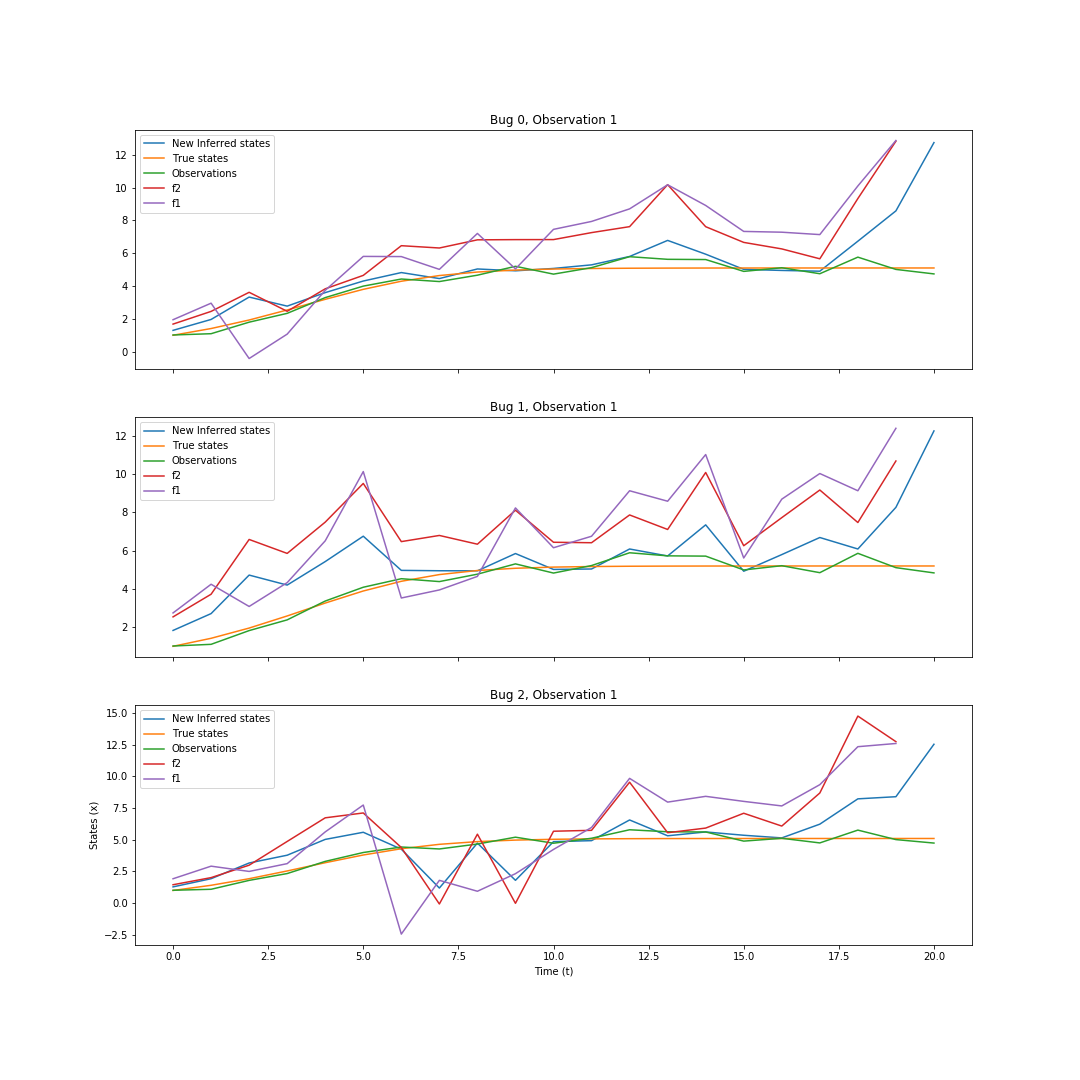 Bug 0, Observation 1
12
10
8
6
4
2
0
New Inferred states
True states
Observations
f2
f1
Bug 1, Observation 1
12
10
8
6
4
2
New Inferred states
True states
Observations
f2
f1
Bug 2, Observation 1
15.0
12.5
10.0
7.5
5.0
2.5
0.0
−2.5
States (x)
New Inferred states
True states
Observations
f2
f1
0.0 2.5 5.0 7.5 10.0 12.5 15.0 17.5 20.0
Time (t)